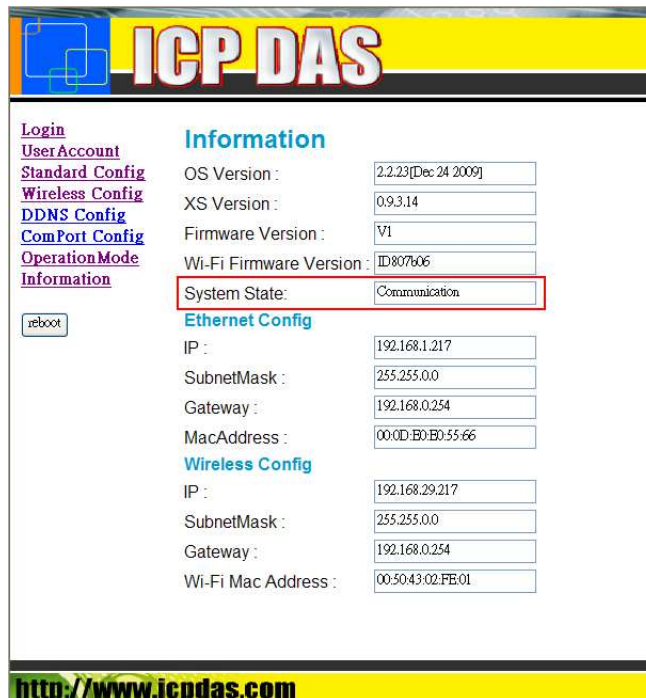 ICP DAS
Login
UserAccount
Standard Config
Wireless Config
DDNS Config
ComPort Config
OperationMode
Information
reboot
Information
OS Version : 2.2.23[Dec 24 2009]
XS Version : 0.9.3.14
Firmware Version : V1
Wi-Fi Firmware Version : ID807b06
System State: Communication
Ethernet Config
IP : 192.168.1.217
SubnetMask : 255.255.0.0
Gateway : 192.168.0.254
MacAddress : 00:0D:E0:E0:55:66
Wireless Config
IP : 192.168.29.217
SubnetMask : 255.255.0.0
Gateway : 192.168.0.254
Wi-Fi Mac Address : 00:50:43:02:FE:01
http://www.icpdas.com